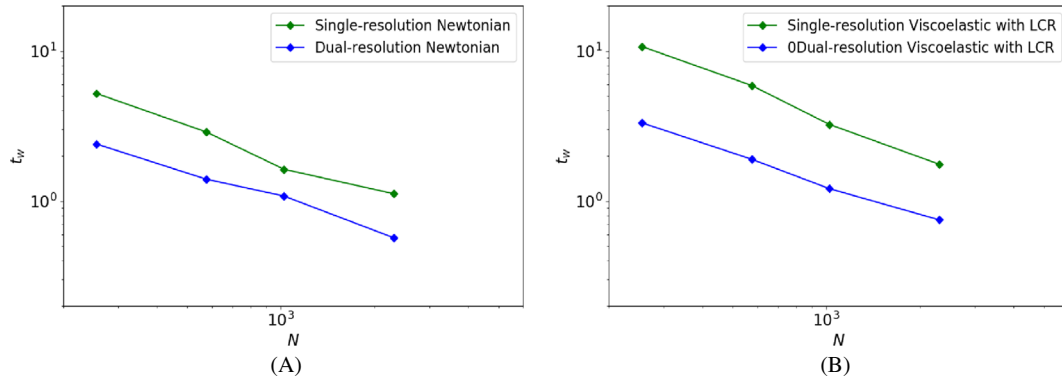 Single-resolution Newtonian
Dual-resolution Newtonian
10¹
10⁰
t_w
10³
N
(A)
Single-resolution Viscoelastic with LCR
0Dual-resolution Viscoelastic with LCR
10¹
10⁰
t_w
10³
N
(B)